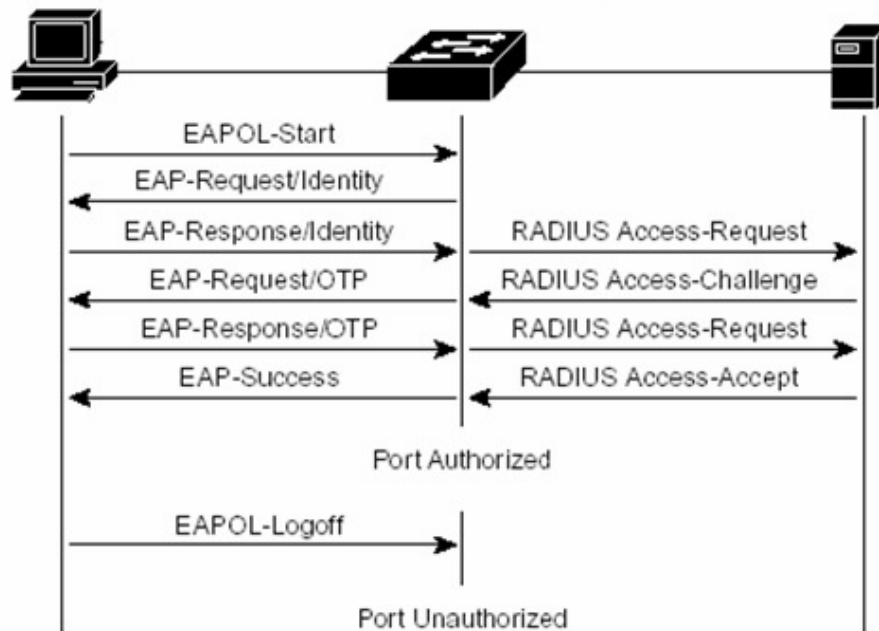 EAPOL-Start
EAP-Request/Identity
EAP-Response/Identity RADIUS Access-Request
EAP-Request/OTP RADIUS Access-Challenge
EAP-Response/OTP RADIUS Access-Request
EAP-Success RADIUS Access-Accept
Port Authorized
EAPOL-Logoff
Port Unauthorized